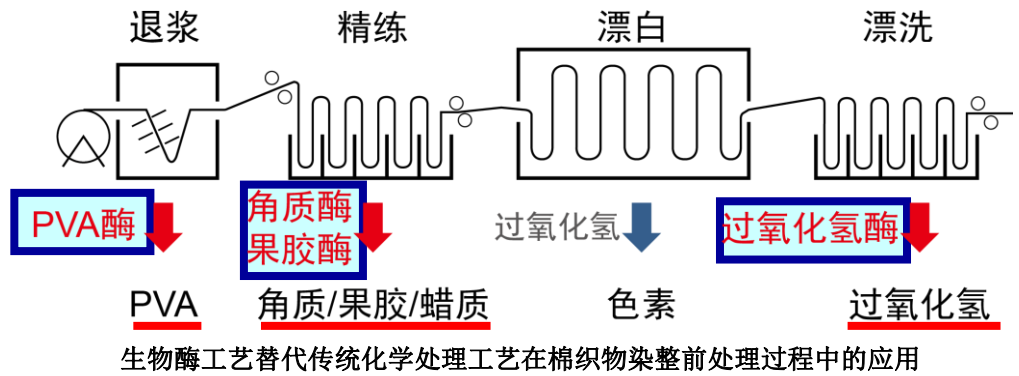 退浆 精练 漂白 漂洗
PVA酶 角质酶 果胶酶 过氧化氢 过氧化氢酶
PVA 角质/果胶/蜡质 色素 过氧化氢
生物酶工艺替代传统化学处理工艺在棉织物染整前处理过程中的应用